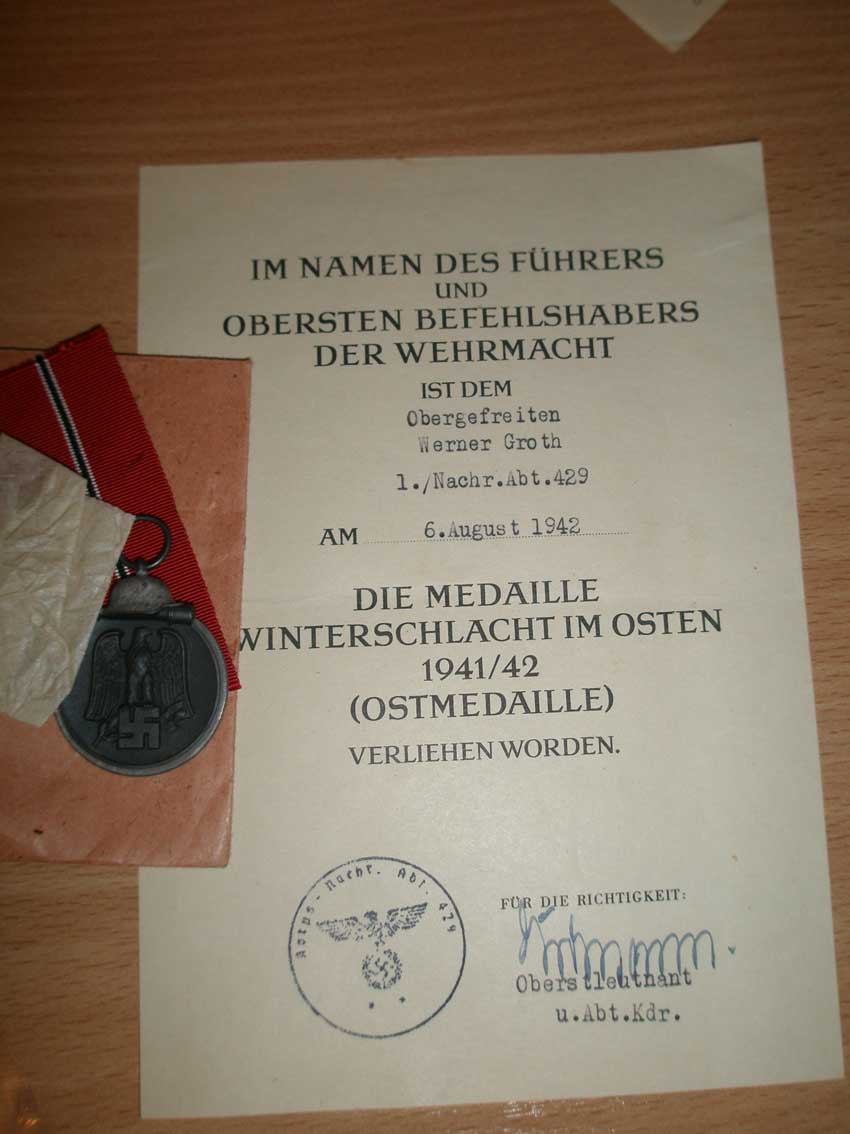 IM NAMEN DES FÜHRERS
UND
OBERSTEN BEFEHLSHABERS
DER WEHRMACHT
IST DEM
Obergefreiten
Werner Groth
1./Nachr.Abt.429
AM 6.August 1942
DIE MEDAILLE
WINTERSCHLACHT IM OSTEN
1941/42
(OSTMEDAILLE)
VERLIEHEN WORDEN.
Korps-Nachr. Abt. 429
FÜR DIE RICHTIGKEIT:
Oberstleutnant
u.Abt.Kdr.